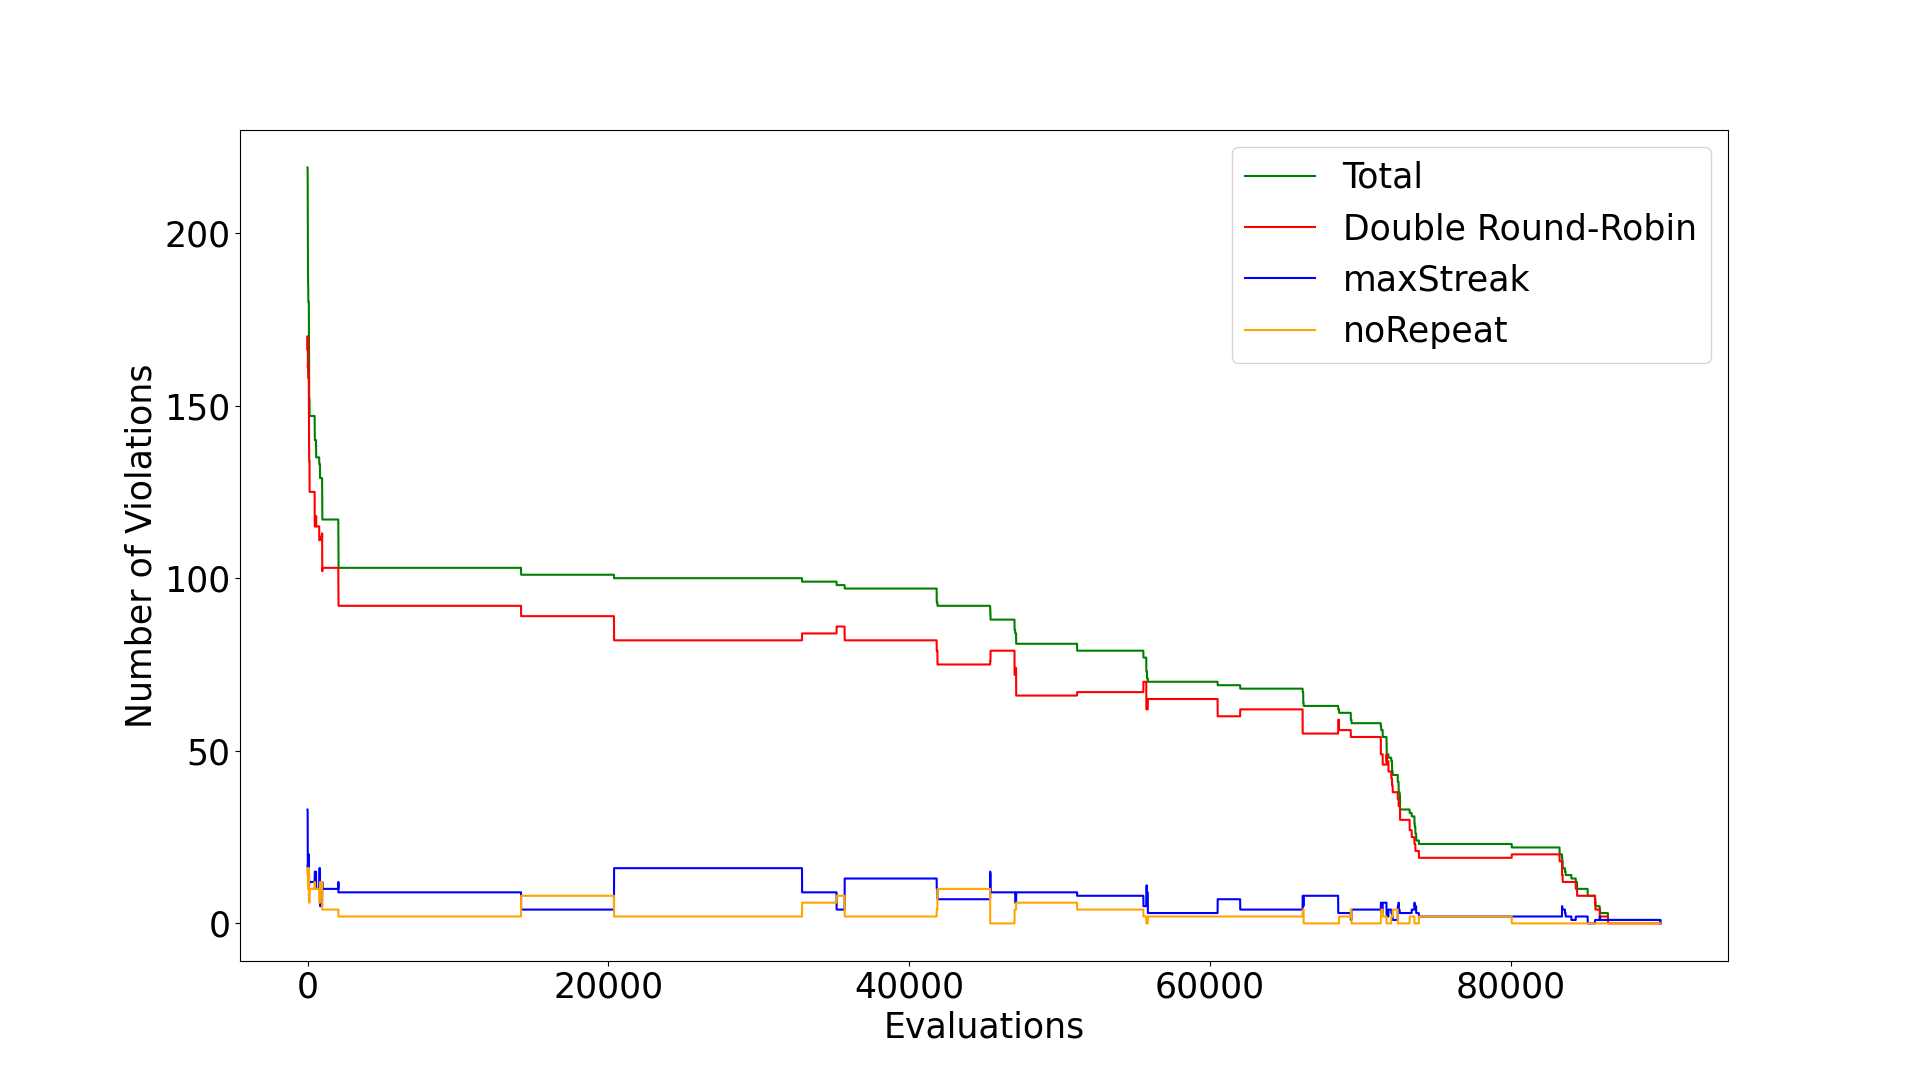 Total
Double Round-Robin
maxStreak
noRepeat
Number of Violations
200
150
100
50
0
0 20000 40000 60000 80000
Evaluations